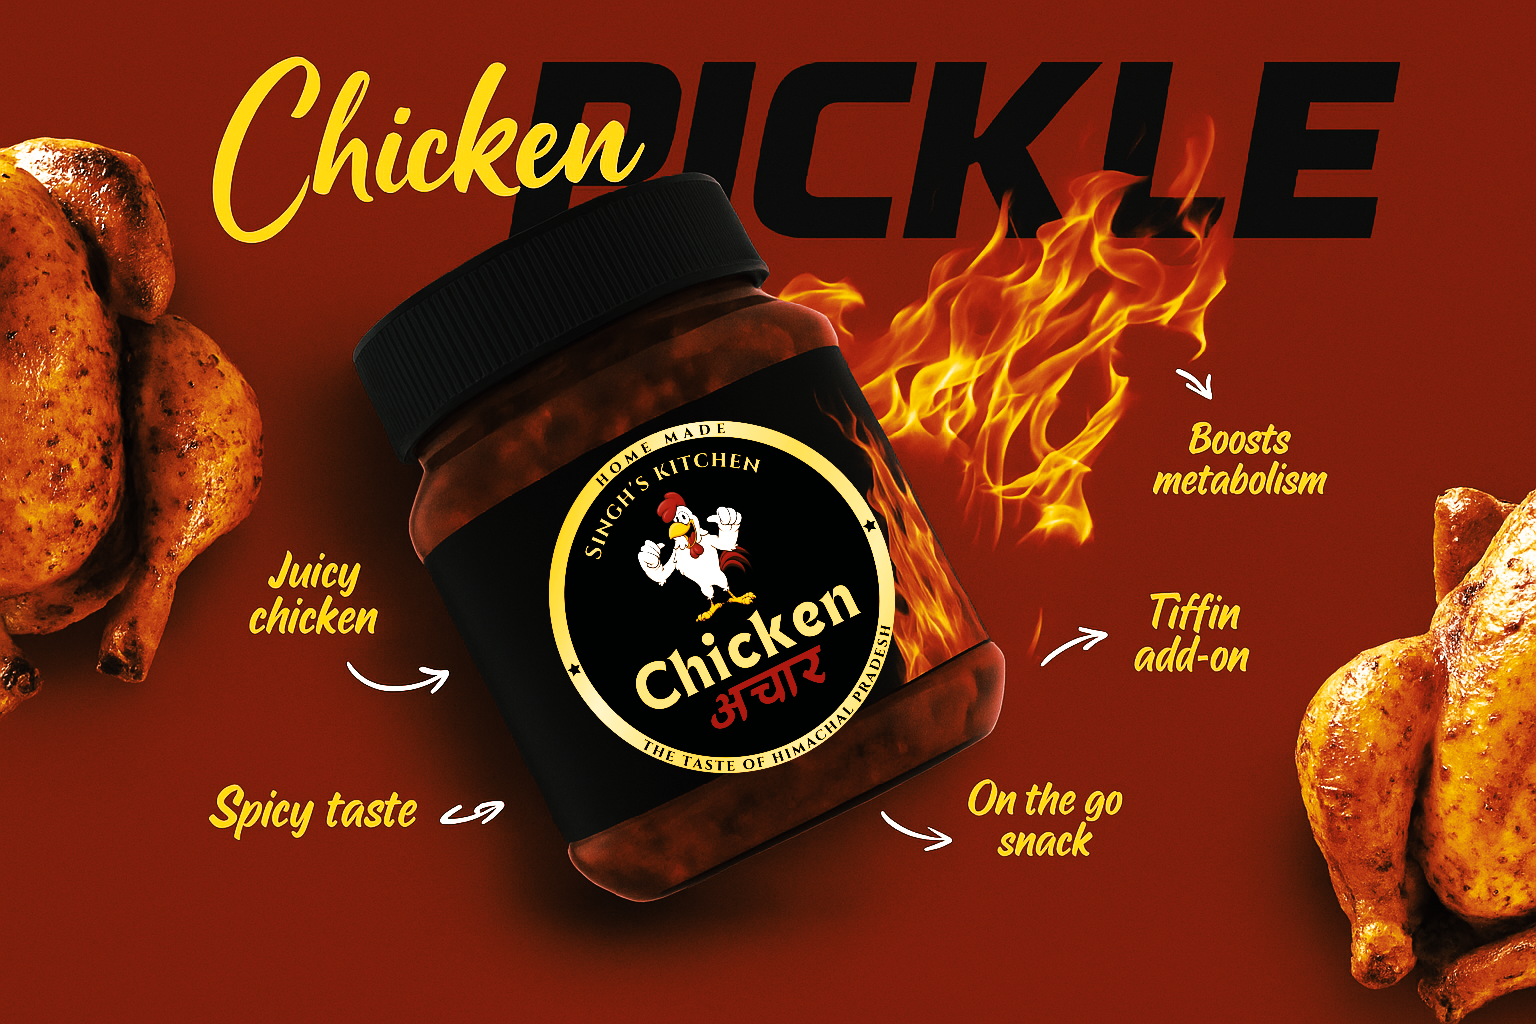 Chicken PICKLE
HOME MADE
SINGH'S KITCHEN
Chicken
अचार
THE TASTE OF HIMACHAL PRADESH
Juicy
chicken
Spicy taste
Boosts
metabolism
Tiffin
add-on
On the go
snack